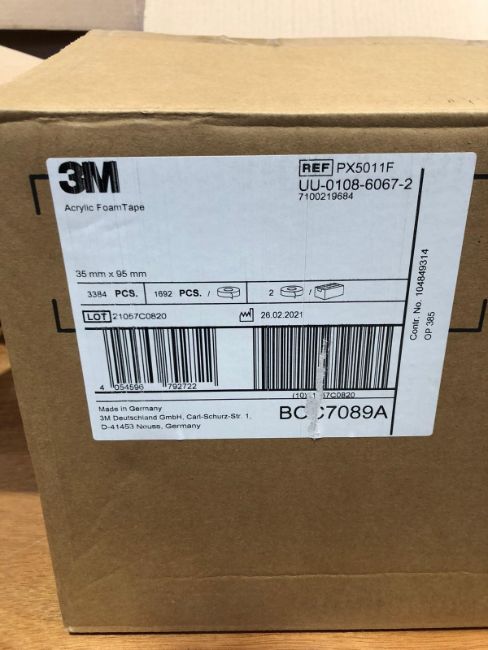 3M
REF PX5011F
UU-0108-6067-2
7100219684
Acrylic FoamTape
35 mm x 95 mm
3384 PCS. 1692 PCS. / 2 /
LOT 21057C0820 26.02.2021
4 054596 792722
Made in Germany
3M Deutschland GmbH, Carl-Schurz-Str. 1,
D-41453 Neuss, Germany
BOC7089A
Contr. No. 104849314
OP 385